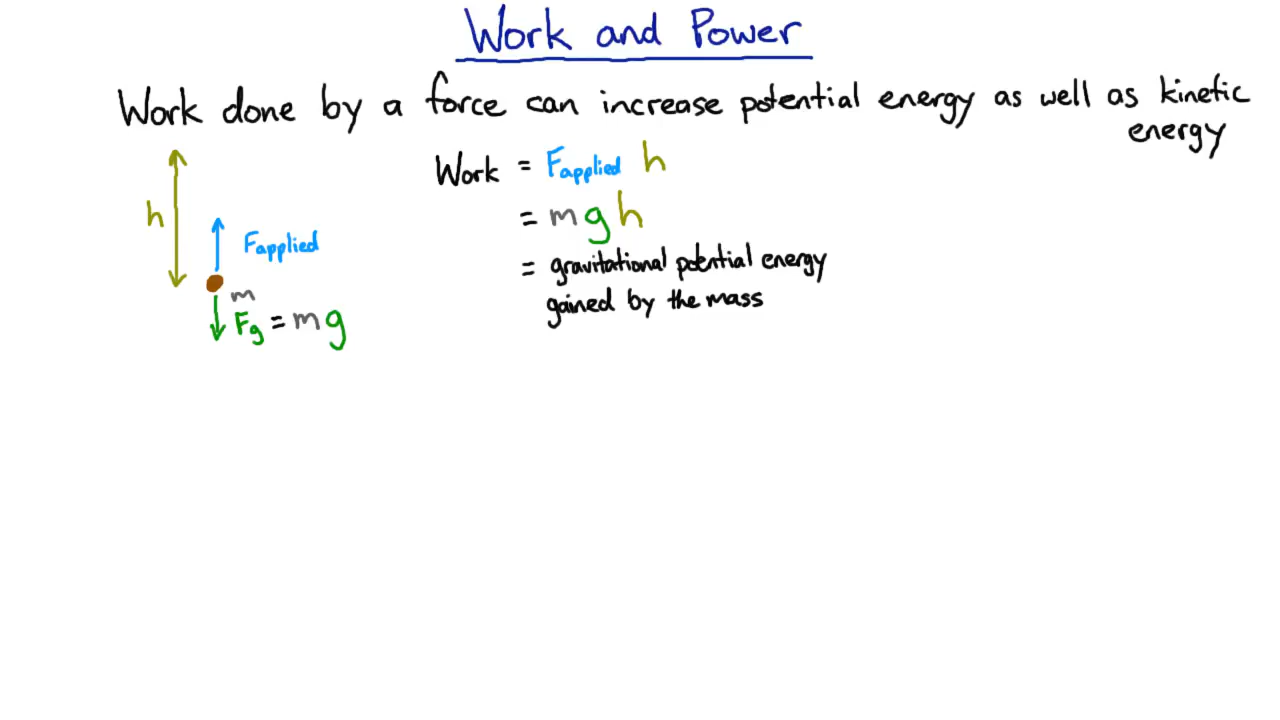 Work and Power
Work done by a force can increase potential energy as well as kinetic
energy
h
Fapplied
m
Fg = mg
Work = Fapplied h
= mgh
= gravitational potential energy
gained by the mass